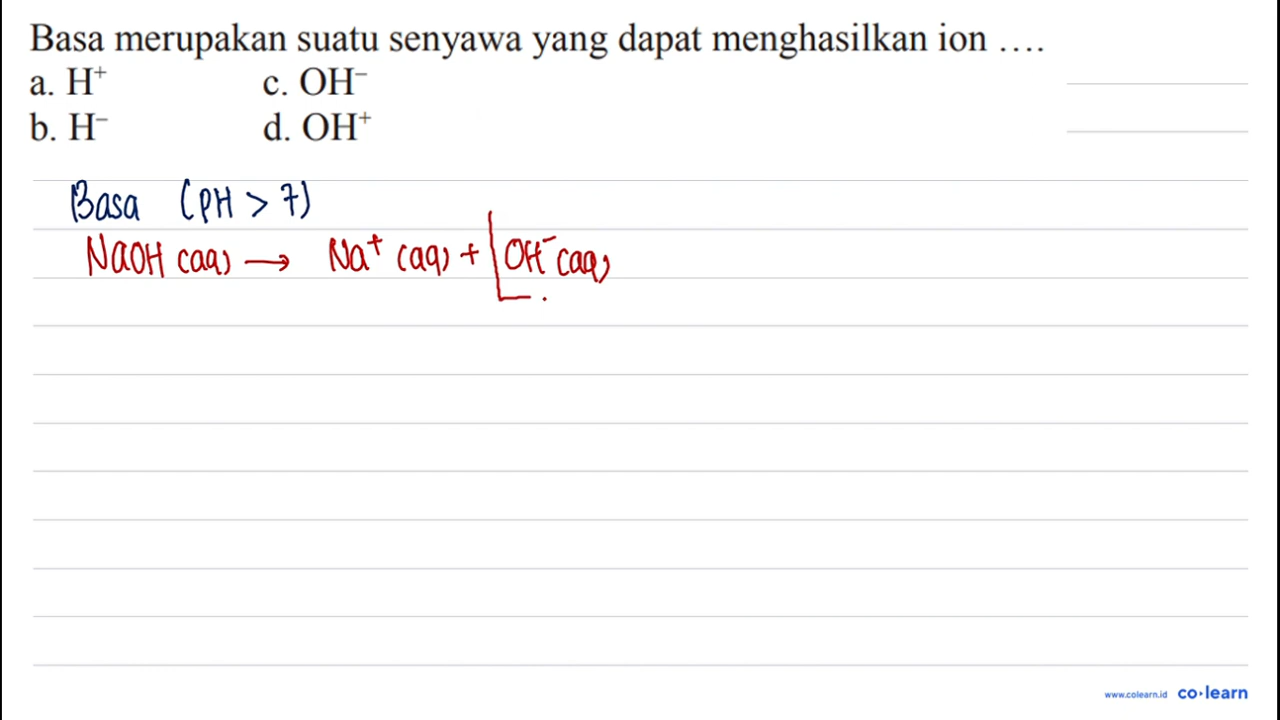 Basa merupakan suatu senyawa yang dapat menghasilkan ion ....
a. H⁺ c. OH⁻
b. H⁻ d. OH⁺
Basa (PH > 7)
NaOH (aq) → Na⁺ (aq) + OH⁻ (aq)
www.colearn.id co·learn